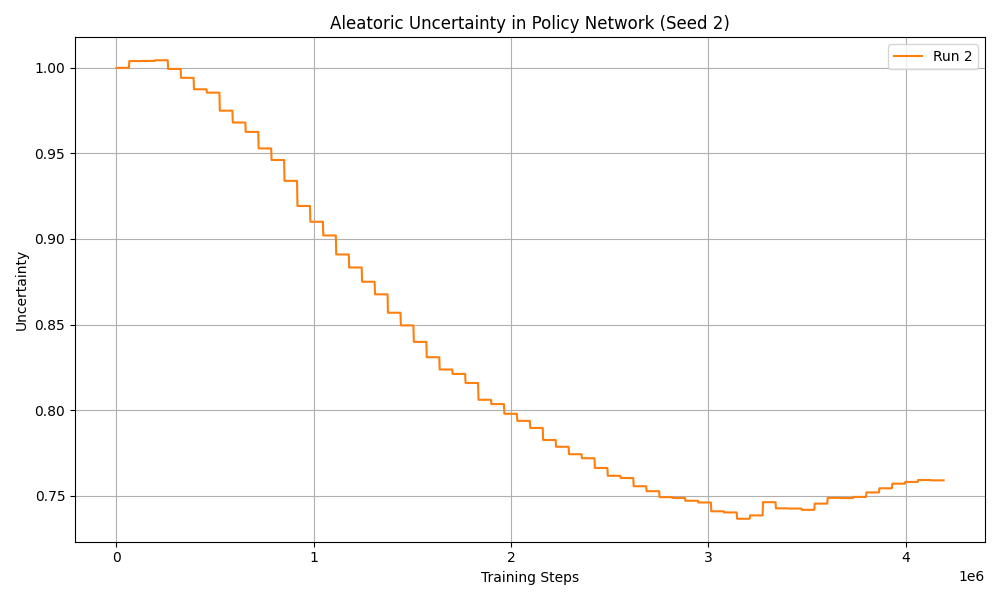 Aleatoric Uncertainty in Policy Network (Seed 2)
Run 2
Uncertainty
1.00
0.95
0.90
0.85
0.80
0.75
0 1 2 3 4
1e6
Training Steps